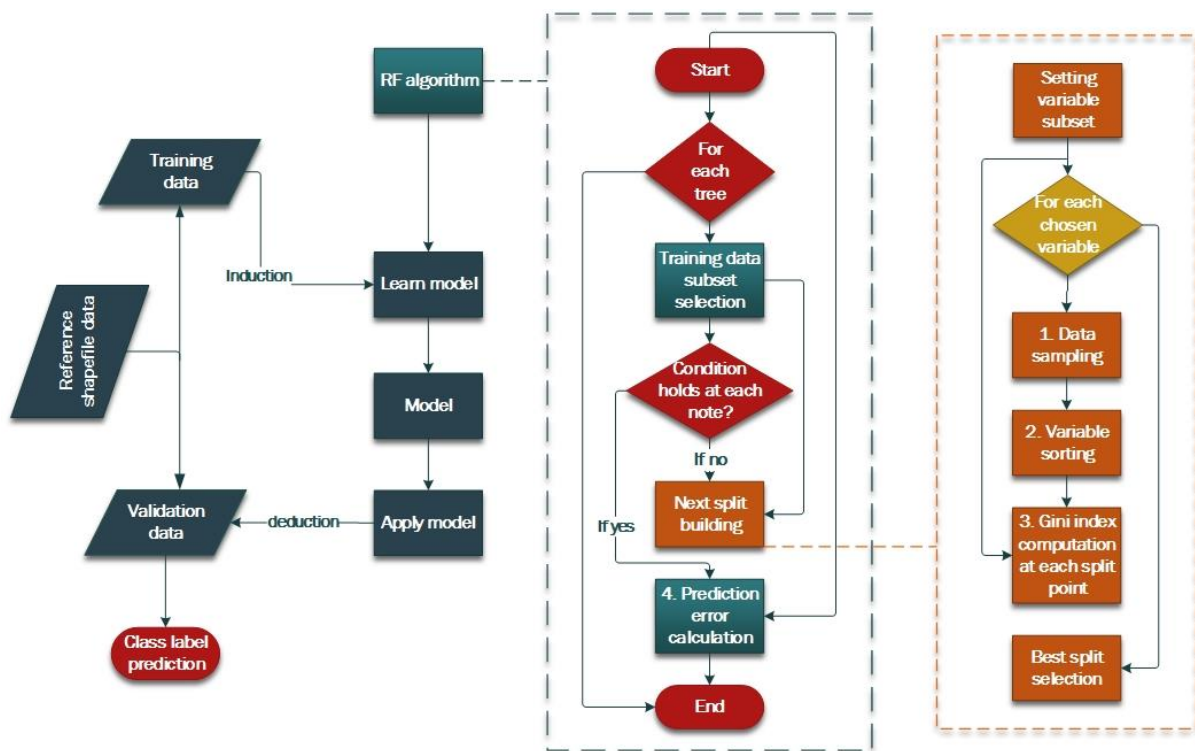 RF algorithm
Training
data
Induction
Learn model
Reference
shapefile data
Model
Validation
data
deduction
Apply model
Class label
prediction
Start
For
each
tree
Training data
subset
selection
Condition
holds at each
note?
If no
If yes
Next split
building
4. Prediction
error
calculation
End
Setting
variable
subset
For each
chosen
variable
1. Data
sampling
2. Variable
sorting
3. Gini index
computation
at each split
point
Best split
selection